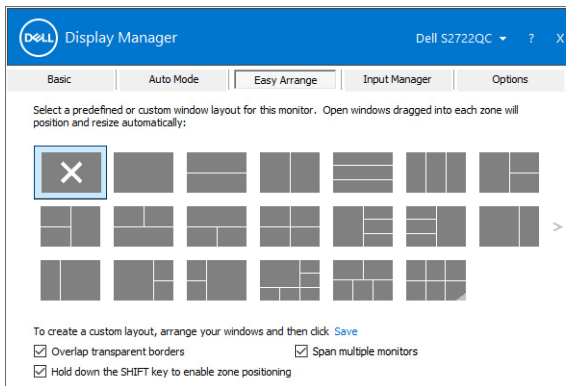 DELL Display Manager Dell S2722QC ? X
Basic Auto Mode Easy Arrange Input Manager Options
Select a predefined or custom window layout for this monitor. Open windows dragged into each zone will
position and resize automatically:
To create a custom layout, arrange your windows and then click Save
Overlap transparent borders Span multiple monitors
Hold down the SHIFT key to enable zone positioning